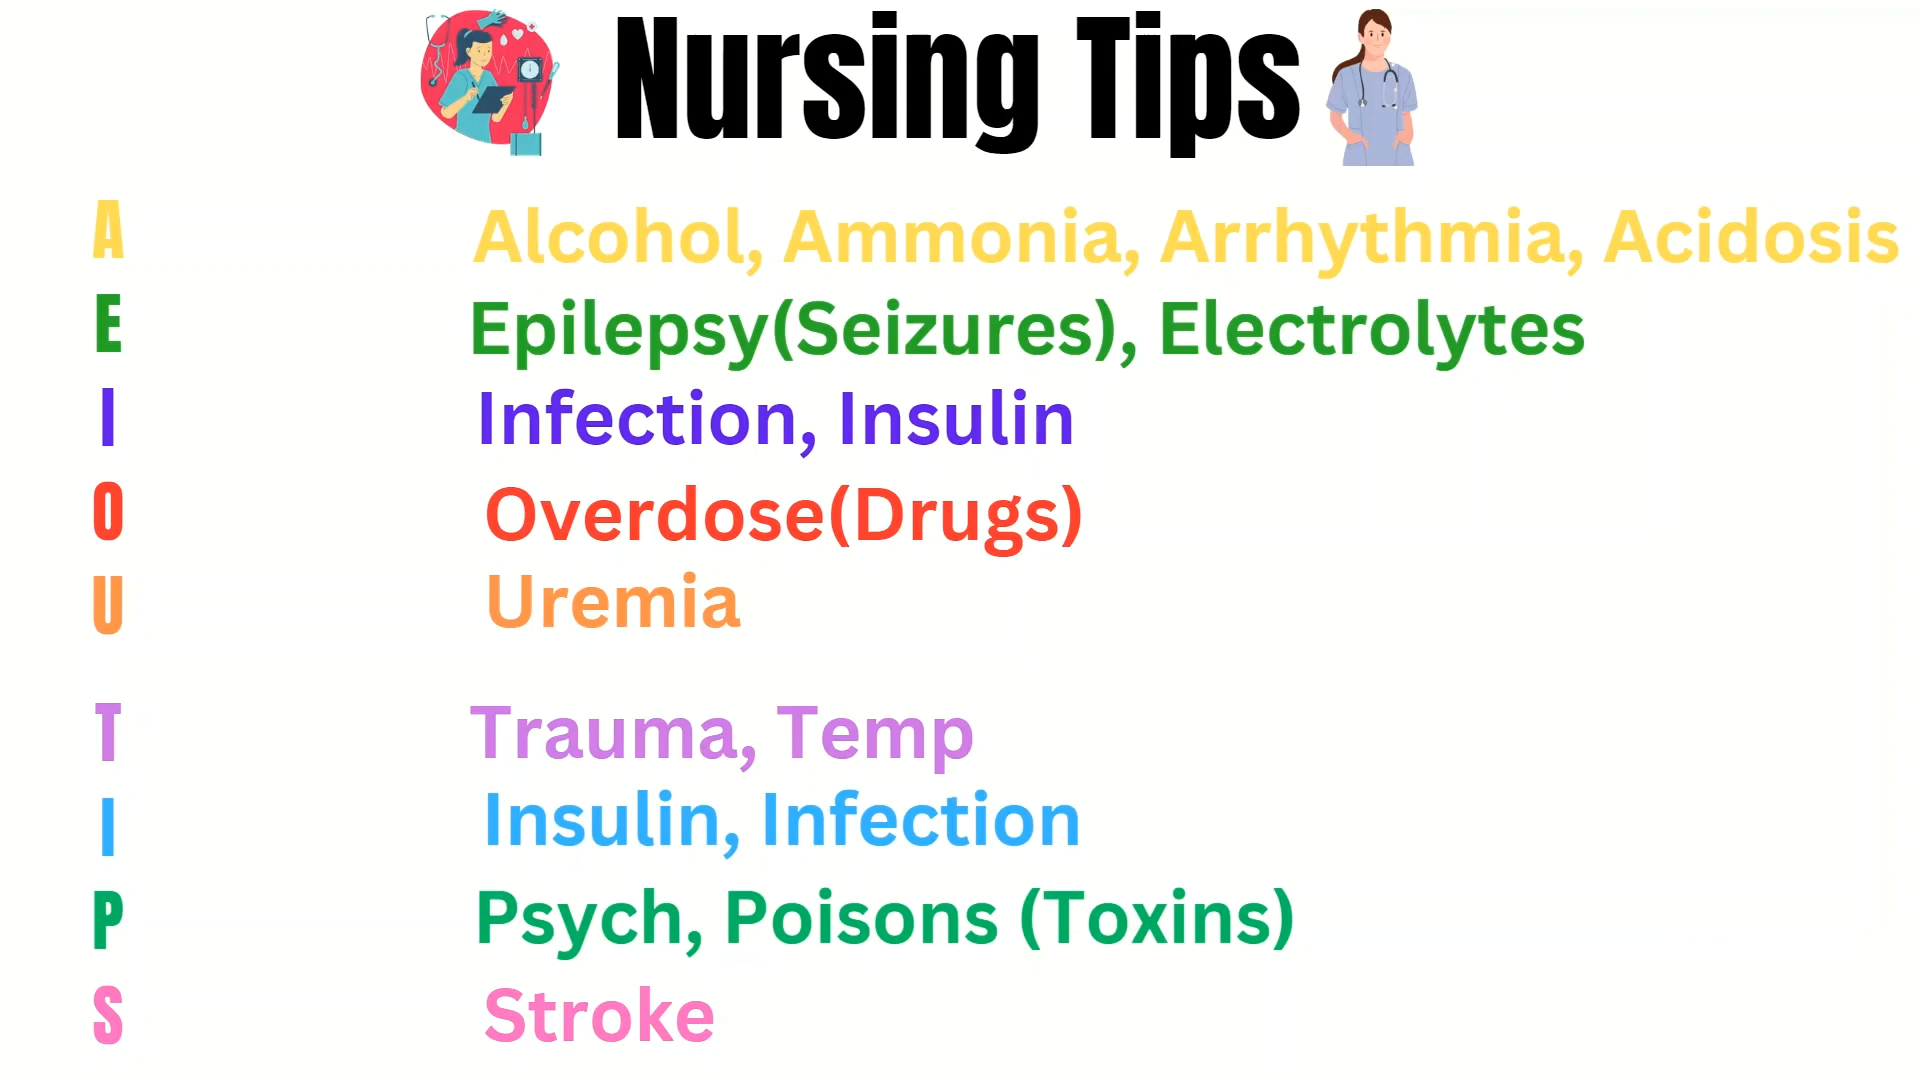 Nursing Tips
A Alcohol, Ammonia, Arrhythmia, Acidosis
E Epilepsy(Seizures), Electrolytes
I Infection, Insulin
O Overdose(Drugs)
U Uremia
T Trauma, Temp
I Insulin, Infection
P Psych, Poisons (Toxins)
S Stroke